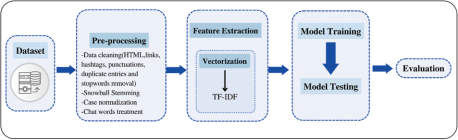 Dataset
Pre-processing
-Data cleaning(HTML,links,
hashtags, punctuations,
duplicate entries and
stopwords removal)
-Snowball Stemming
-Case normalization
-Chat words treatment
Feature Extraction
Vectorization
TF-IDF
Model Training
Model Testing
Evaluation